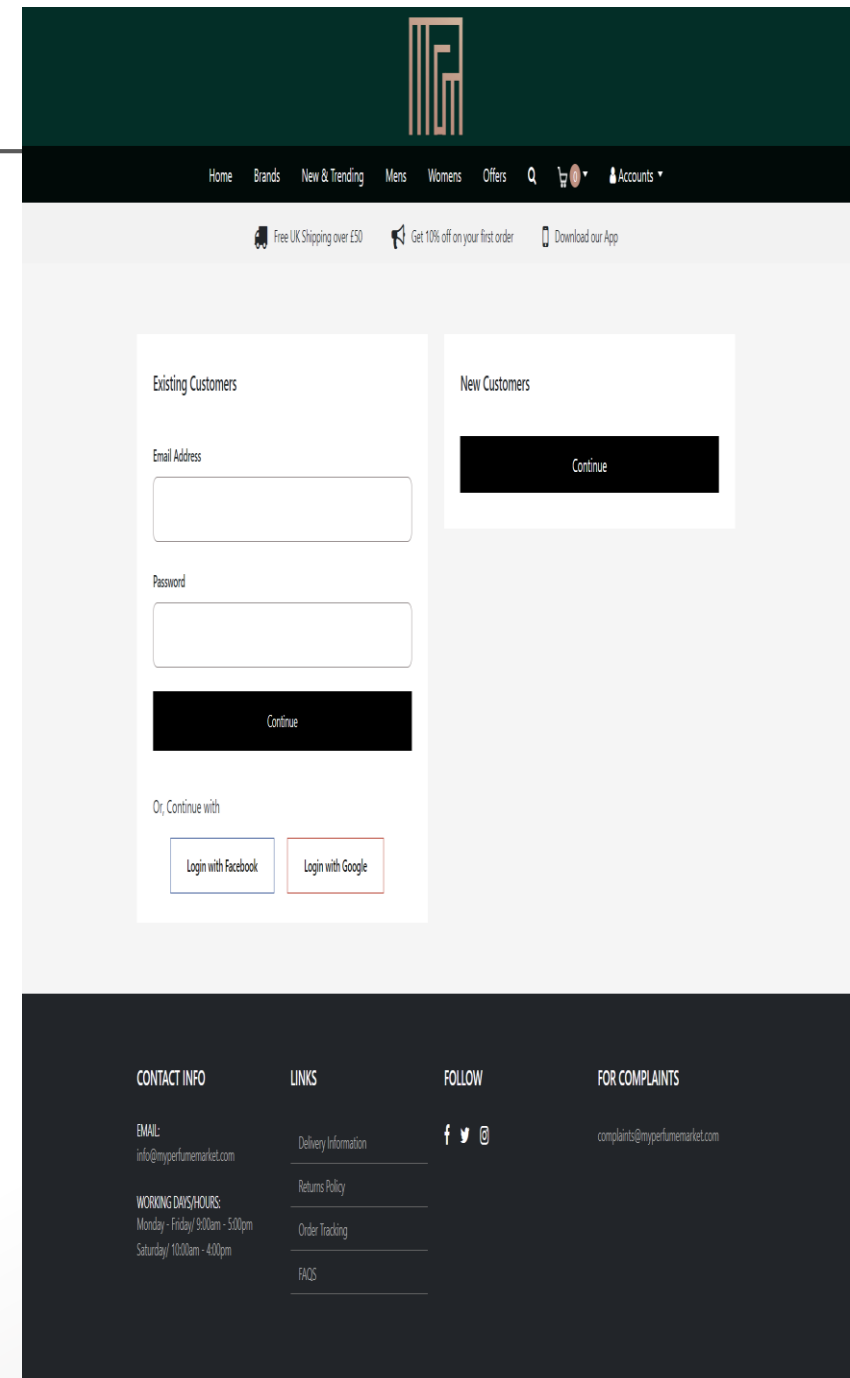 Home Brands New & Trending Mens Womens Offers 0 Accounts
Free UK Shipping over £50 Get 10% off on your first order Download our App
Existing Customers
Email Address
Password
Continue
Or, Continue with
Login with Facebook Login with Google
New Customers
Continue
CONTACT INFO
EMAIL:
info@myperfumemarket.com
WORKING DAYS/HOURS:
Monday - Friday/ 9:00am - 5:00pm
Saturday/ 10:00am - 4:00pm
LINKS
Delivery Information
Returns Policy
Order Tracking
FAQS
FOLLOW
FOR COMPLAINTS
complaints@myperfumemarket.com